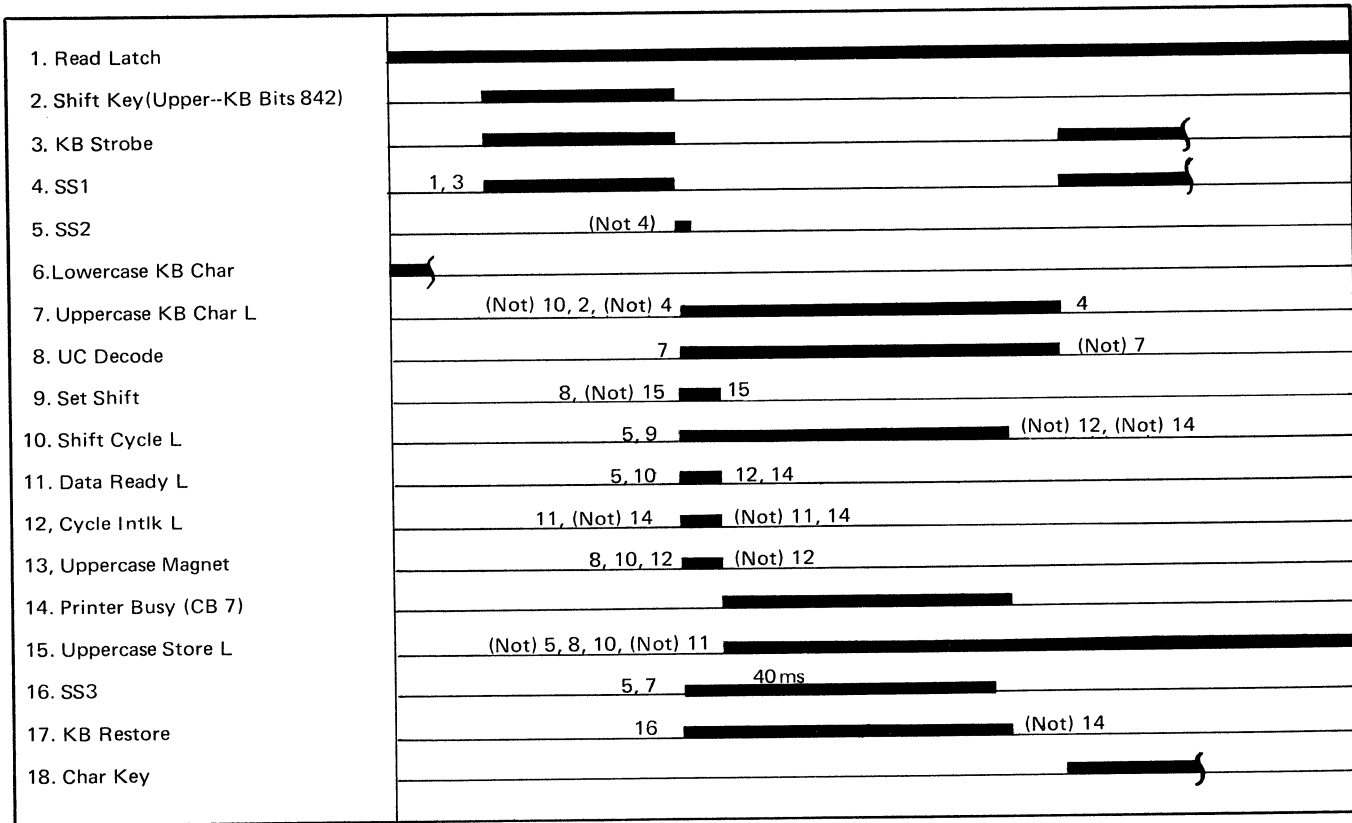 1. Read Latch
2. Shift Key(Upper--KB Bits 842)
3. KB Strobe
4. SS1 1, 3
5. SS2 (Not 4)
6.Lowercase KB Char
7. Uppercase KB Char L (Not) 10, 2, (Not) 4 4
8. UC Decode 7 (Not) 7
9. Set Shift 8, (Not) 15 15
10. Shift Cycle L 5, 9 (Not) 12, (Not) 14
11. Data Ready L 5, 10 12, 14
12, Cycle Intlk L 11, (Not) 14 (Not) 11, 14
13, Uppercase Magnet 8, 10, 12 (Not) 12
14. Printer Busy (CB 7)
15. Uppercase Store L (Not) 5, 8, 10, (Not) 11
16. SS3 5, 7 40 ms
17. KB Restore 16 (Not) 14
18. Char Key